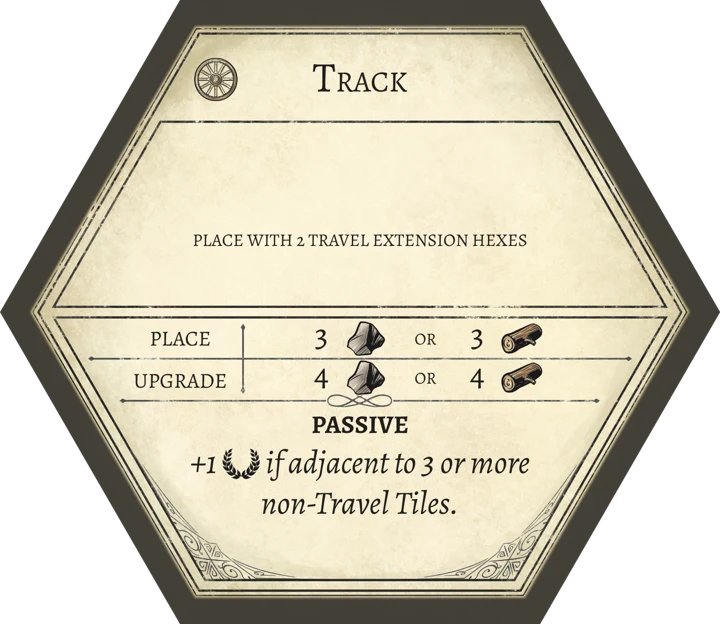 Track
PLACE WITH 2 TRAVEL EXTENSION HEXES
PLACE 3 OR 3
UPGRADE 4 OR 4
PASSIVE
+1 if adjacent to 3 or more
non-Travel Tiles.